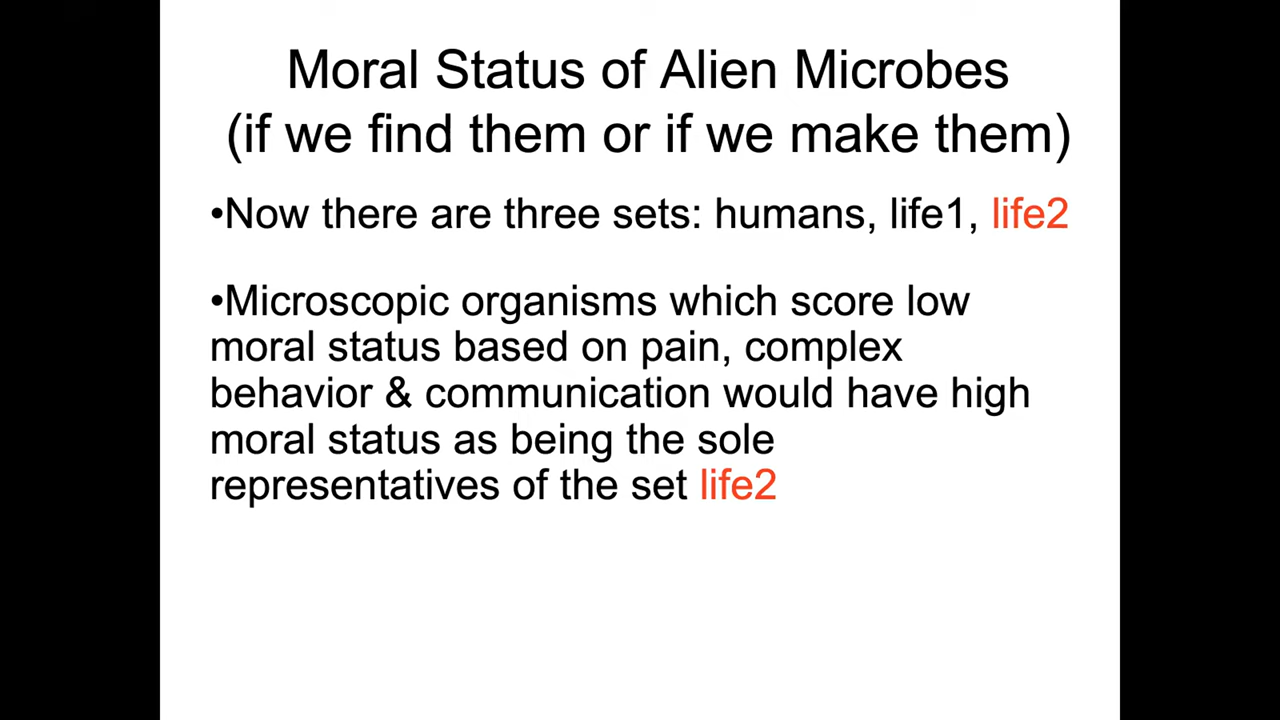 Moral Status of Alien Microbes
(if we find them or if we make them)
•Now there are three sets: humans, life1, life2
•Microscopic organisms which score low
moral status based on pain, complex
behavior & communication would have high
moral status as being the sole
representatives of the set life2